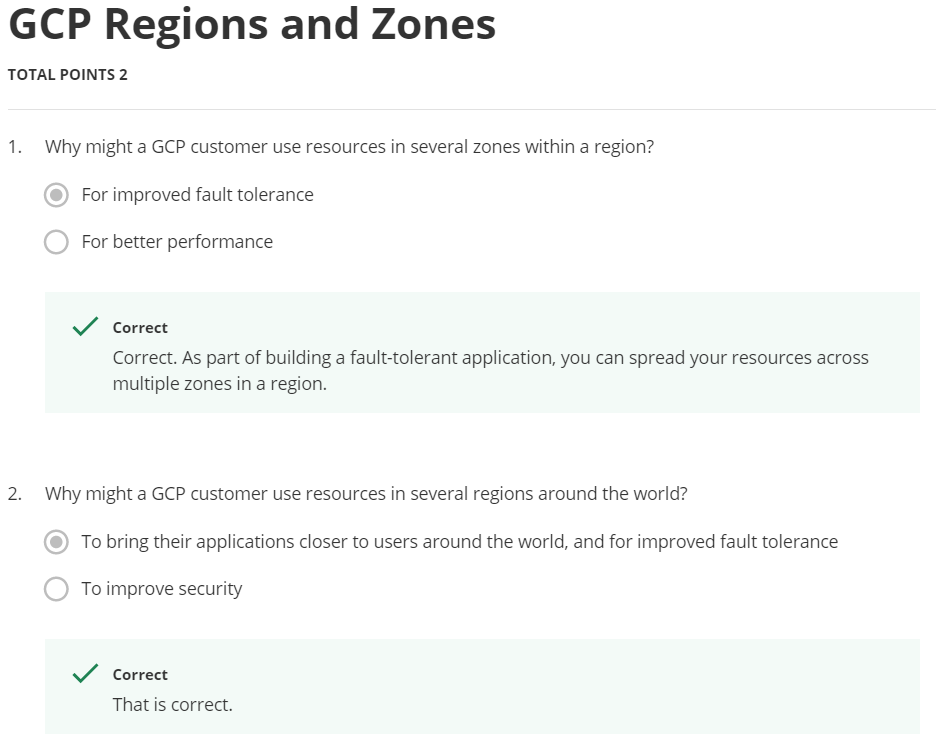 GCP Regions and Zones
TOTAL POINTS 2
1. Why might a GCP customer use resources in several zones within a region?
For improved fault tolerance
For better performance
Correct
Correct. As part of building a fault-tolerant application, you can spread your resources across
multiple zones in a region.
2. Why might a GCP customer use resources in several regions around the world?
To bring their applications closer to users around the world, and for improved fault tolerance
To improve security
Correct
That is correct.